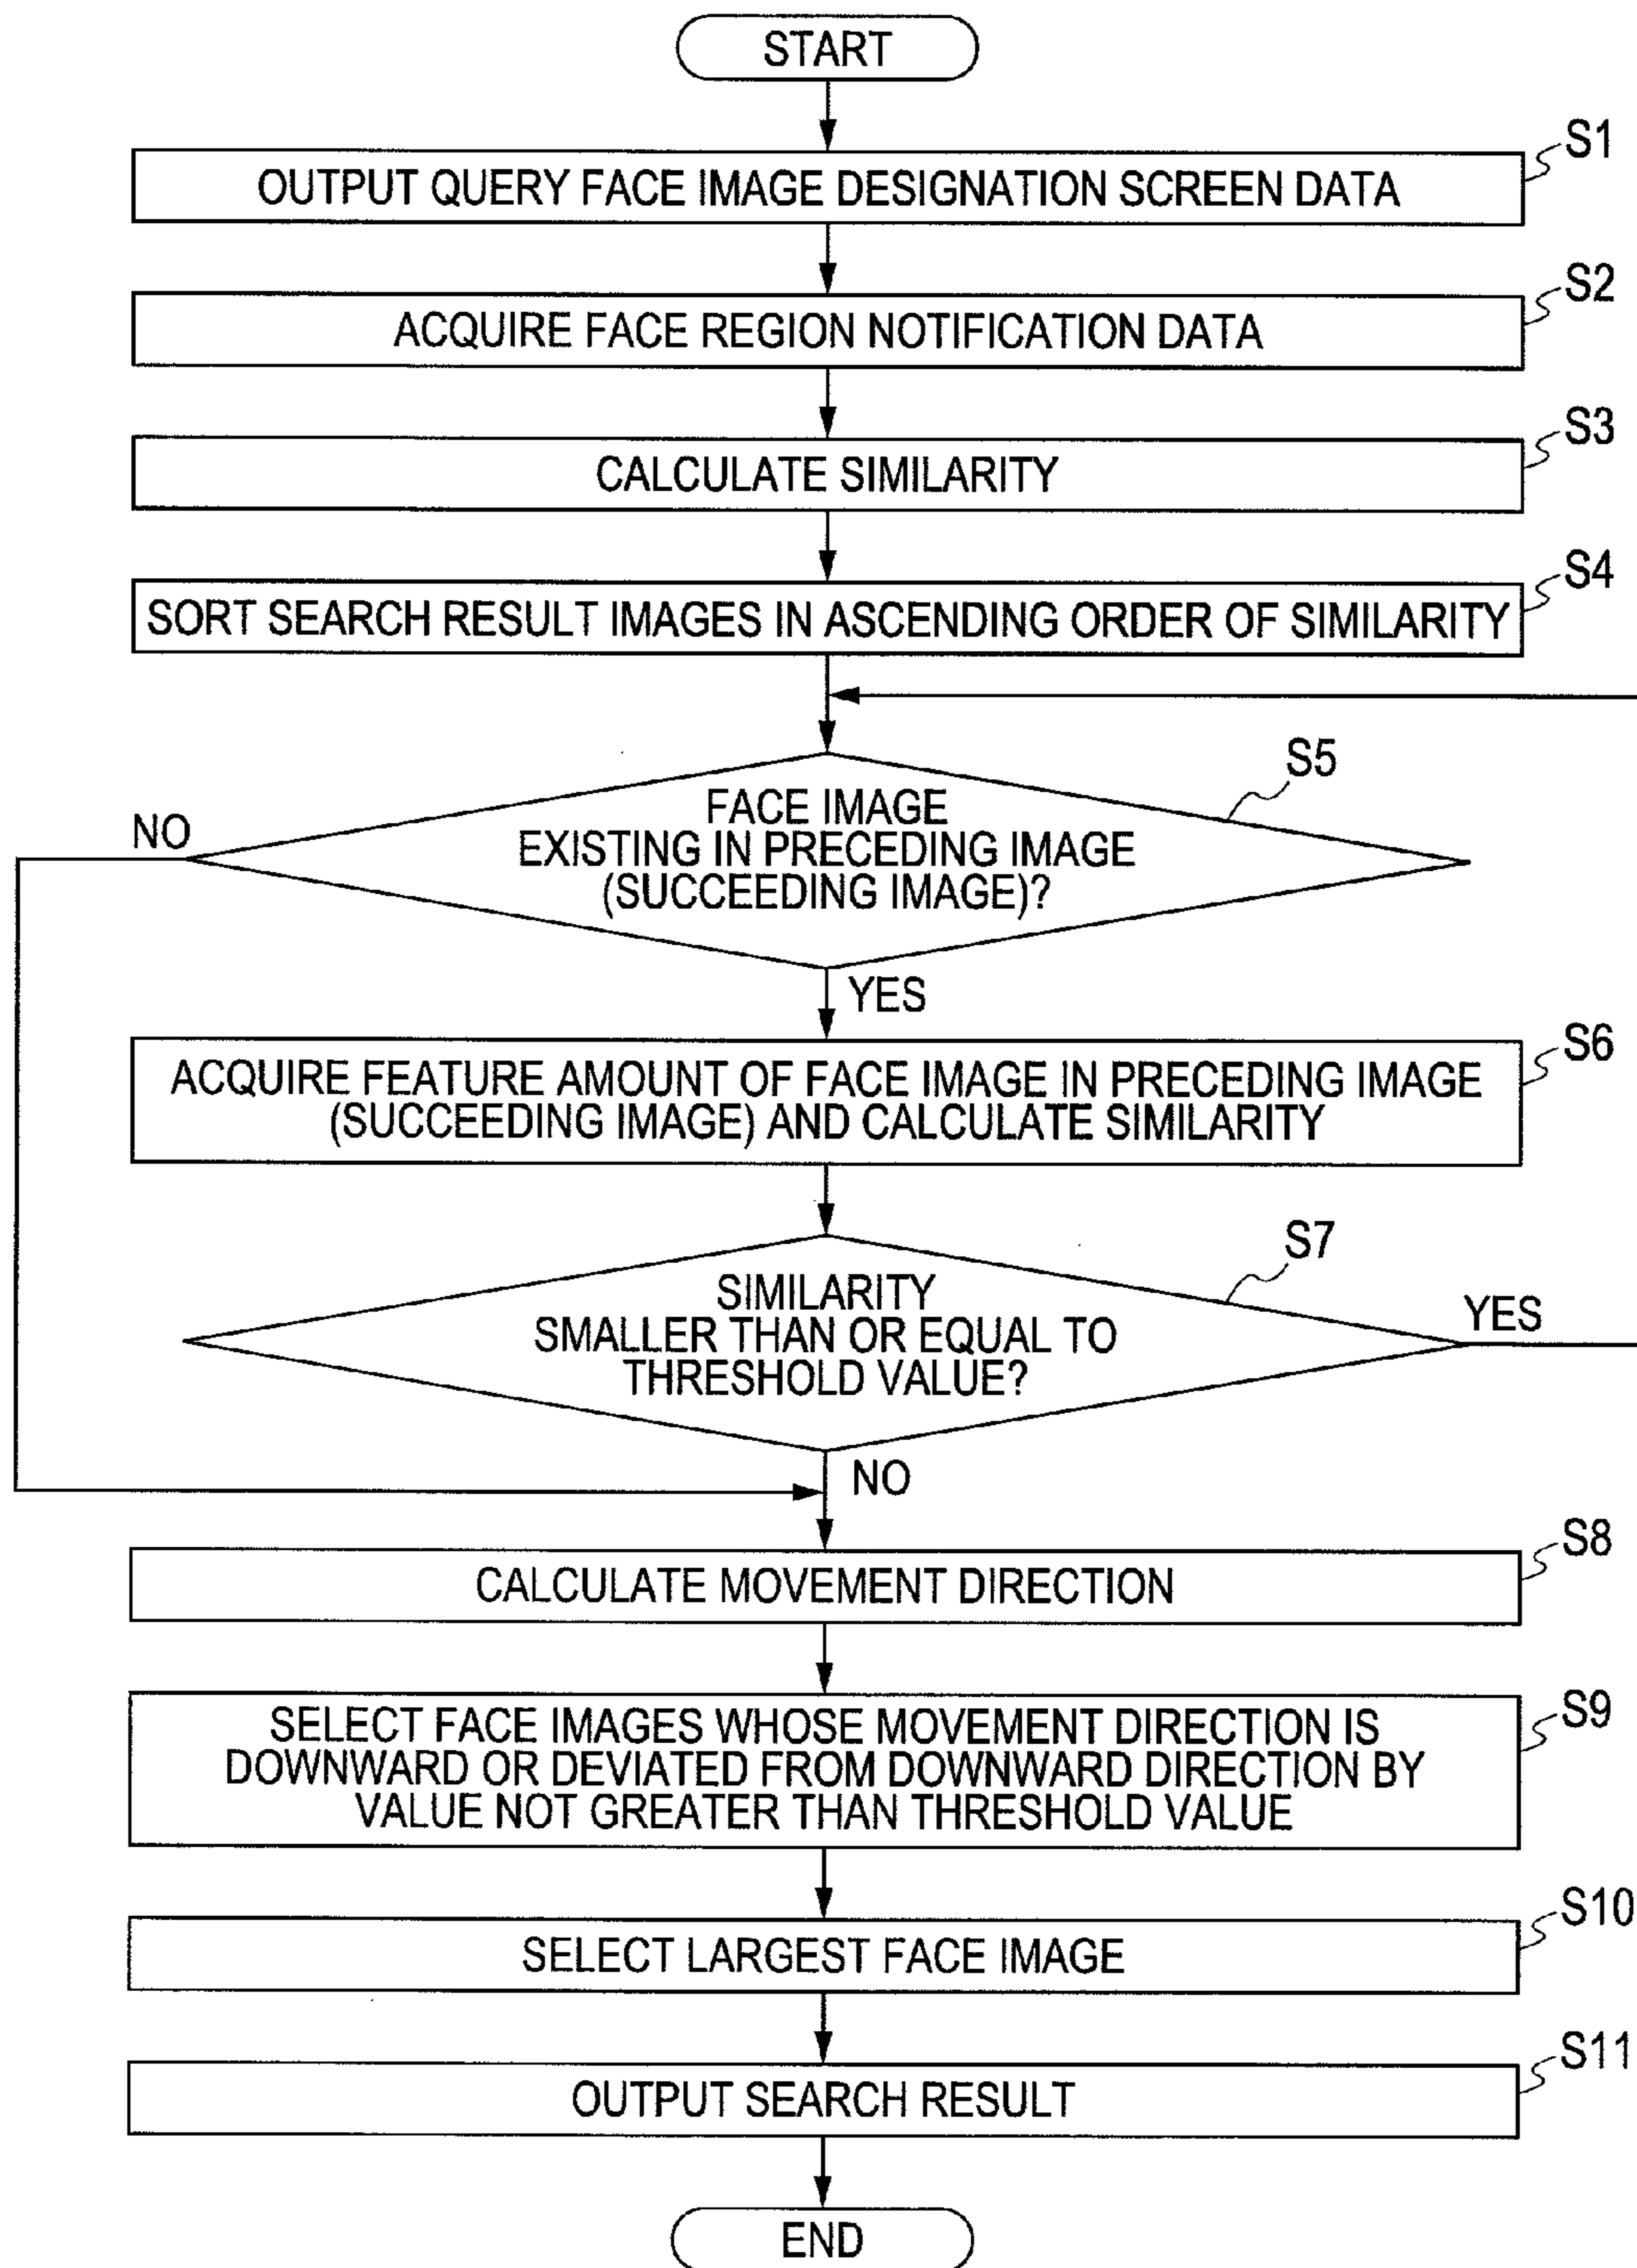 START
S1
OUTPUT QUERY FACE IMAGE DESIGNATION SCREEN DATA
S2
ACQUIRE FACE REGION NOTIFICATION DATA
S3
CALCULATE SIMILARITY
S4
SORT SEARCH RESULT IMAGES IN ASCENDING ORDER OF SIMILARITY
S5
NO
FACE IMAGE
EXISTING IN PRECEDING IMAGE
(SUCCEEDING IMAGE)?
YES
S6
ACQUIRE FEATURE AMOUNT OF FACE IMAGE IN PRECEDING IMAGE
(SUCCEEDING IMAGE) AND CALCULATE SIMILARITY
S7
SIMILARITY
SMALLER THAN OR EQUAL TO
THRESHOLD VALUE?
YES
NO
S8
CALCULATE MOVEMENT DIRECTION
S9
SELECT FACE IMAGES WHOSE MOVEMENT DIRECTION IS
DOWNWARD OR DEVIATED FROM DOWNWARD DIRECTION BY
VALUE NOT GREATER THAN THRESHOLD VALUE
S10
SELECT LARGEST FACE IMAGE
S11
OUTPUT SEARCH RESULT
END